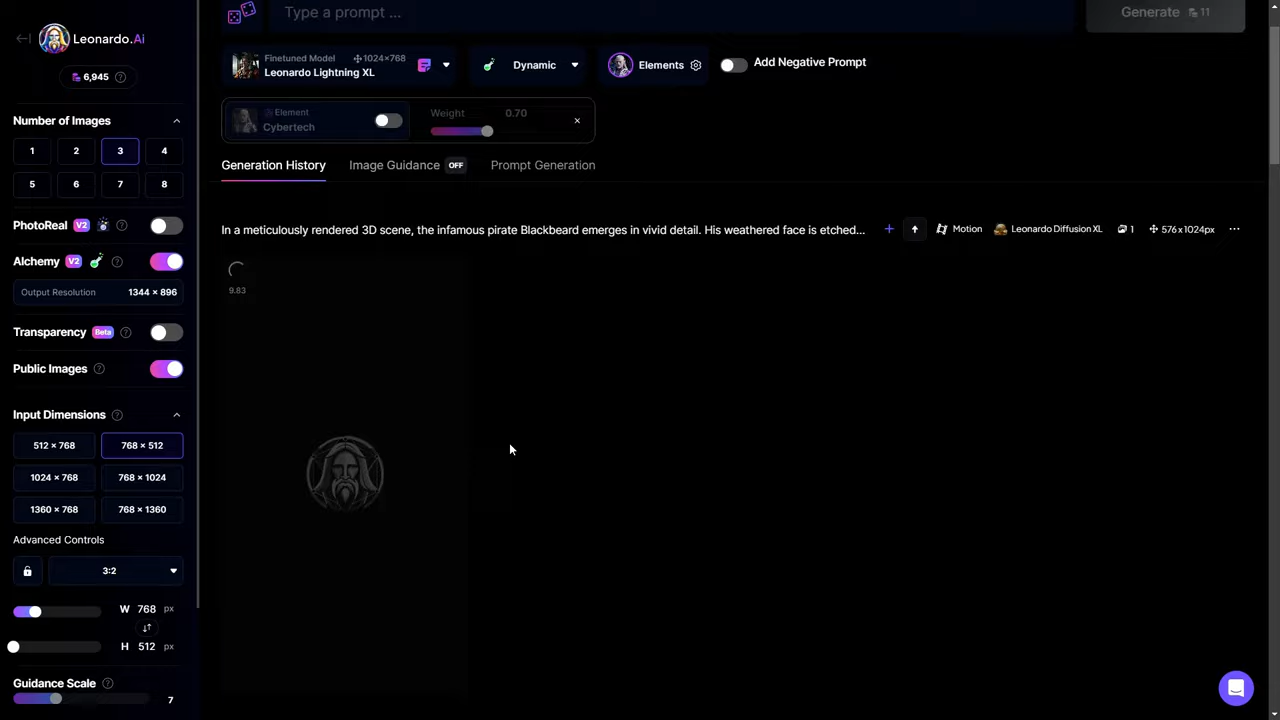 Type a prompt ...
Generate 11
Leonardo.Ai
6,945
Finetuned Model 1024×768
Leonardo Lightning XL
Dynamic
Elements
Add Negative Prompt
Element
Cybertech
Weight 0.70
Number of Images
1 2 3 4
5 6 7 8
Generation History
Image Guidance OFF
Prompt Generation
PhotoReal V2
In a meticulously rendered 3D scene, the infamous pirate Blackbeard emerges in vivid detail. His weathered face is etched...
Motion
Leonardo Diffusion XL
1
576x1024px
Alchemy V2
Output Resolution 1344 × 896
9.83
Transparency Beta
Public Images
Input Dimensions
512 × 768
768 × 512
1024 × 768
768 × 1024
1360 × 768
768 × 1360
Advanced Controls
3:2
W 768 px
H 512 px
Guidance Scale
7